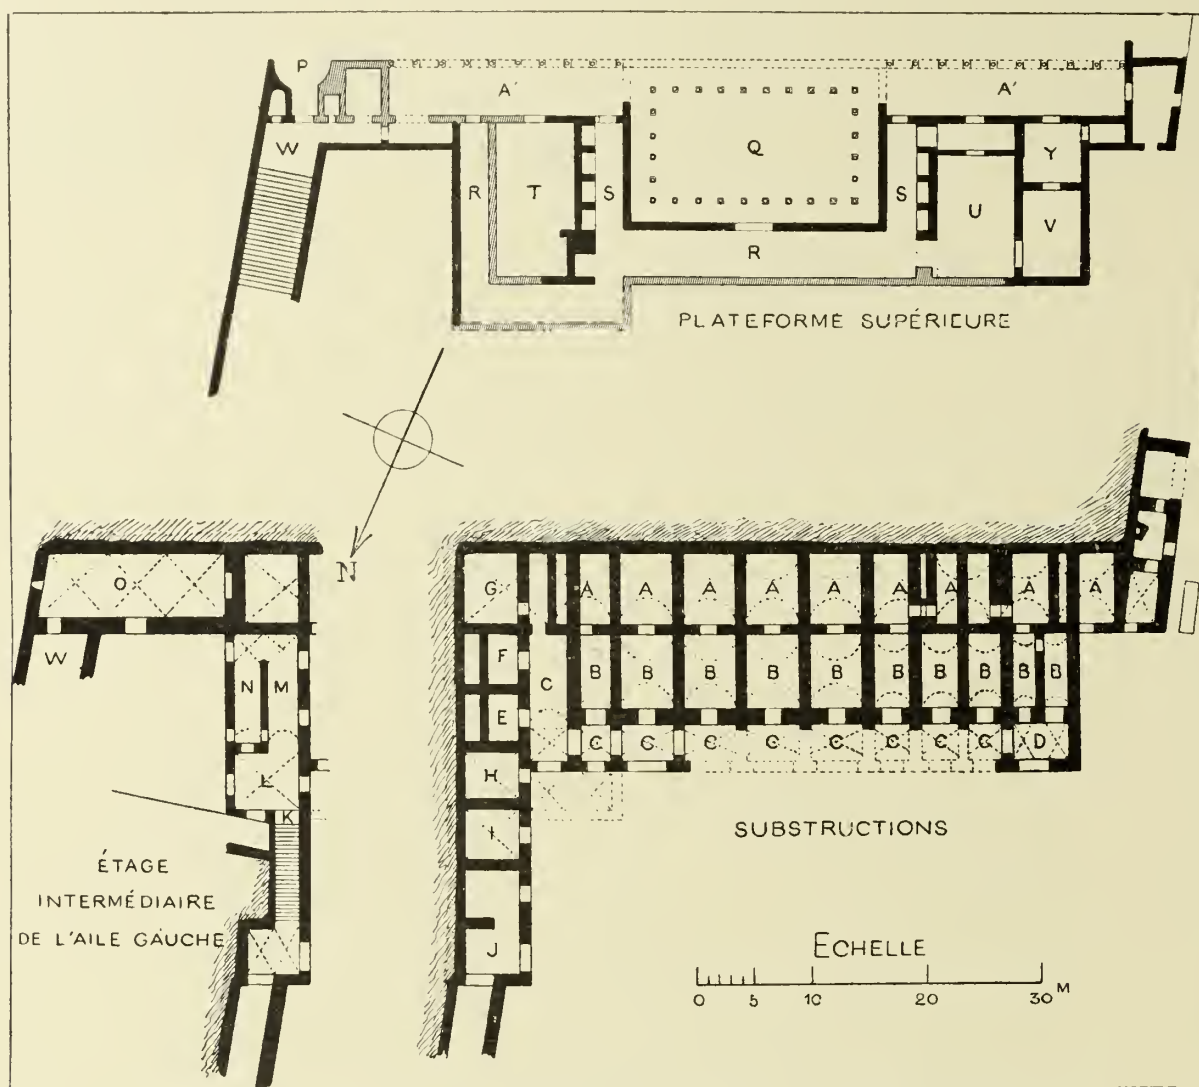 P
A' A'
W Q Y
R T S S U V
R
PLATEFORME SUPÉRIEURE
N
O G A A A A A A A A A
W F
N M C B B B B B B B B B B
E
L H C C C C C C C C D
K I
SUBSTRUCTIONS
ÉTAGE
INTERMÉDIAIRE
DE L'AILE GAUCHE
J
ECHELLE
0 5 10 20 30 M